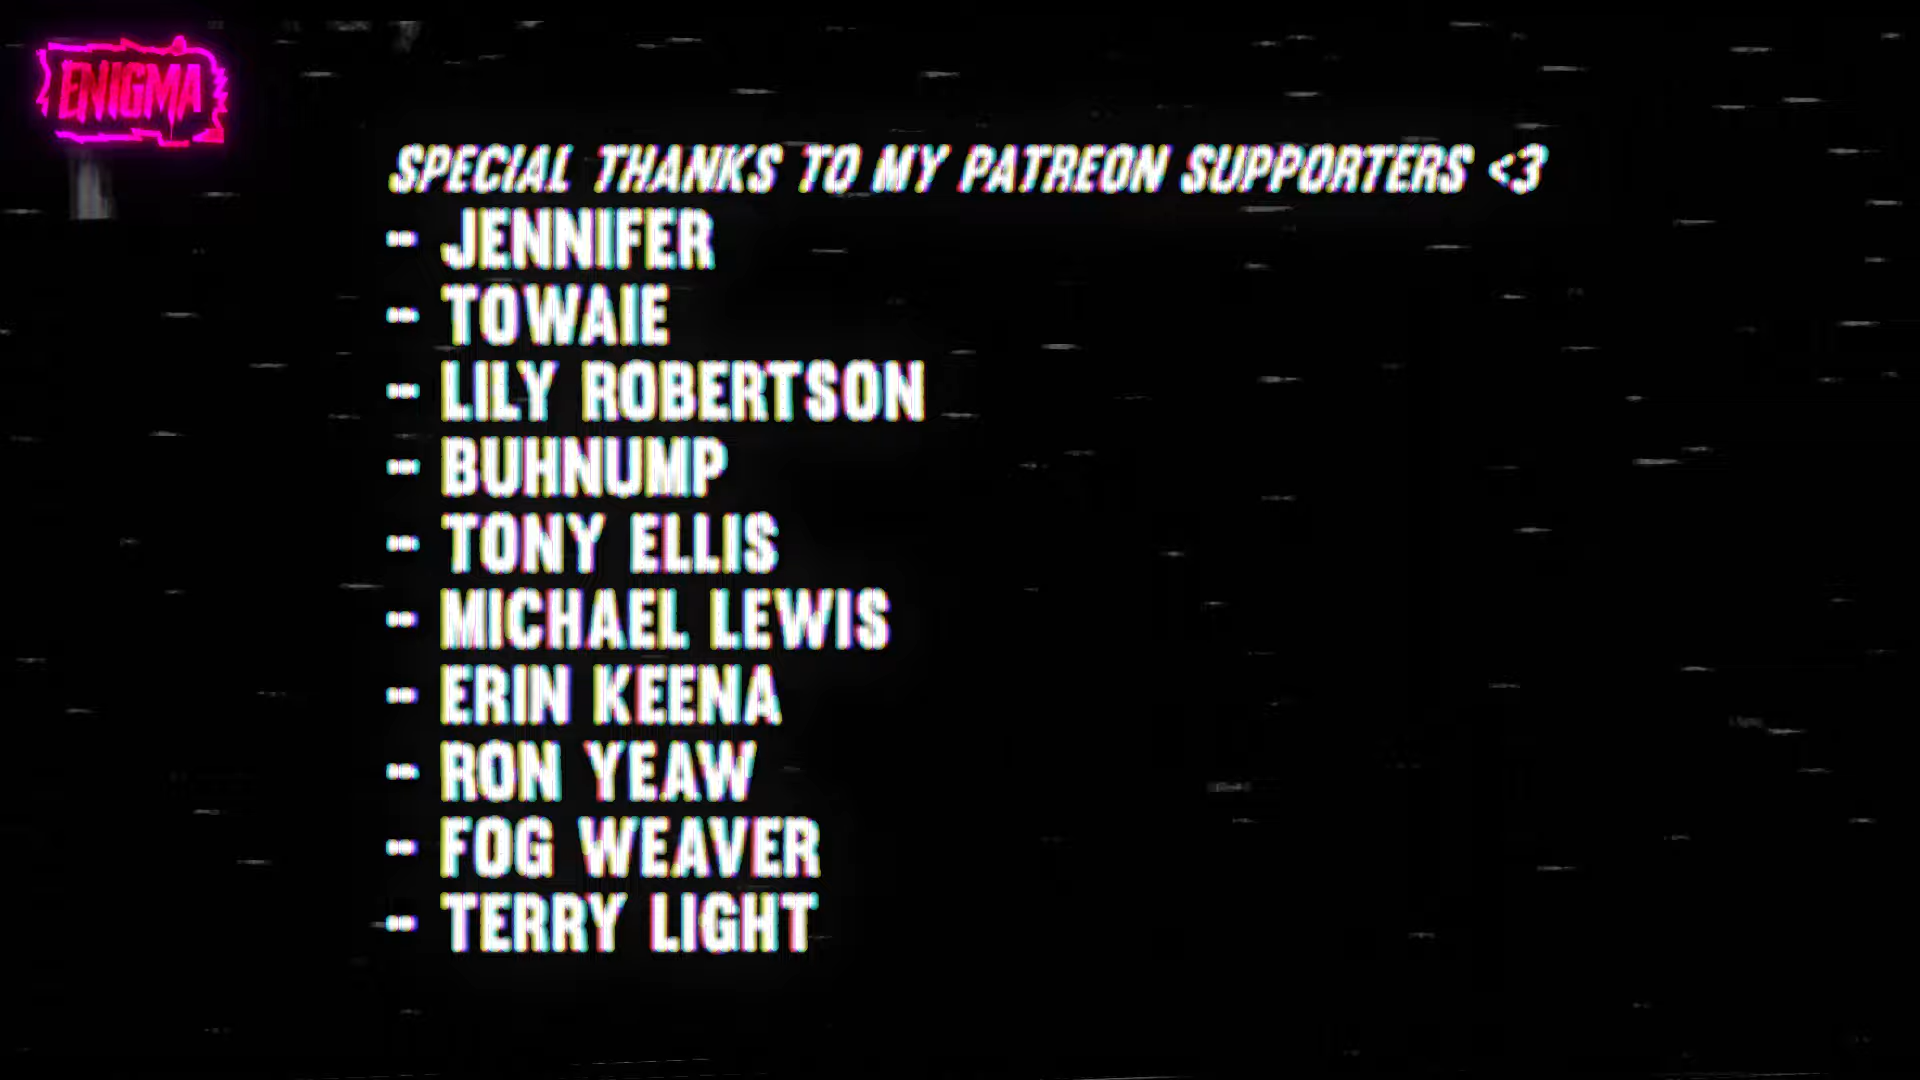 ENIGMA
SPECIAL THANKS TO MY PATREON SUPPORTERS <3
- JENNIFER
- TOWAIE
- LILY ROBERTSON
- BUHNUMP
- TONY ELLIS
- MICHAEL LEWIS
- ERIN KEENA
- RON YEAW
- FOG WEAVER
- TERRY LIGHT